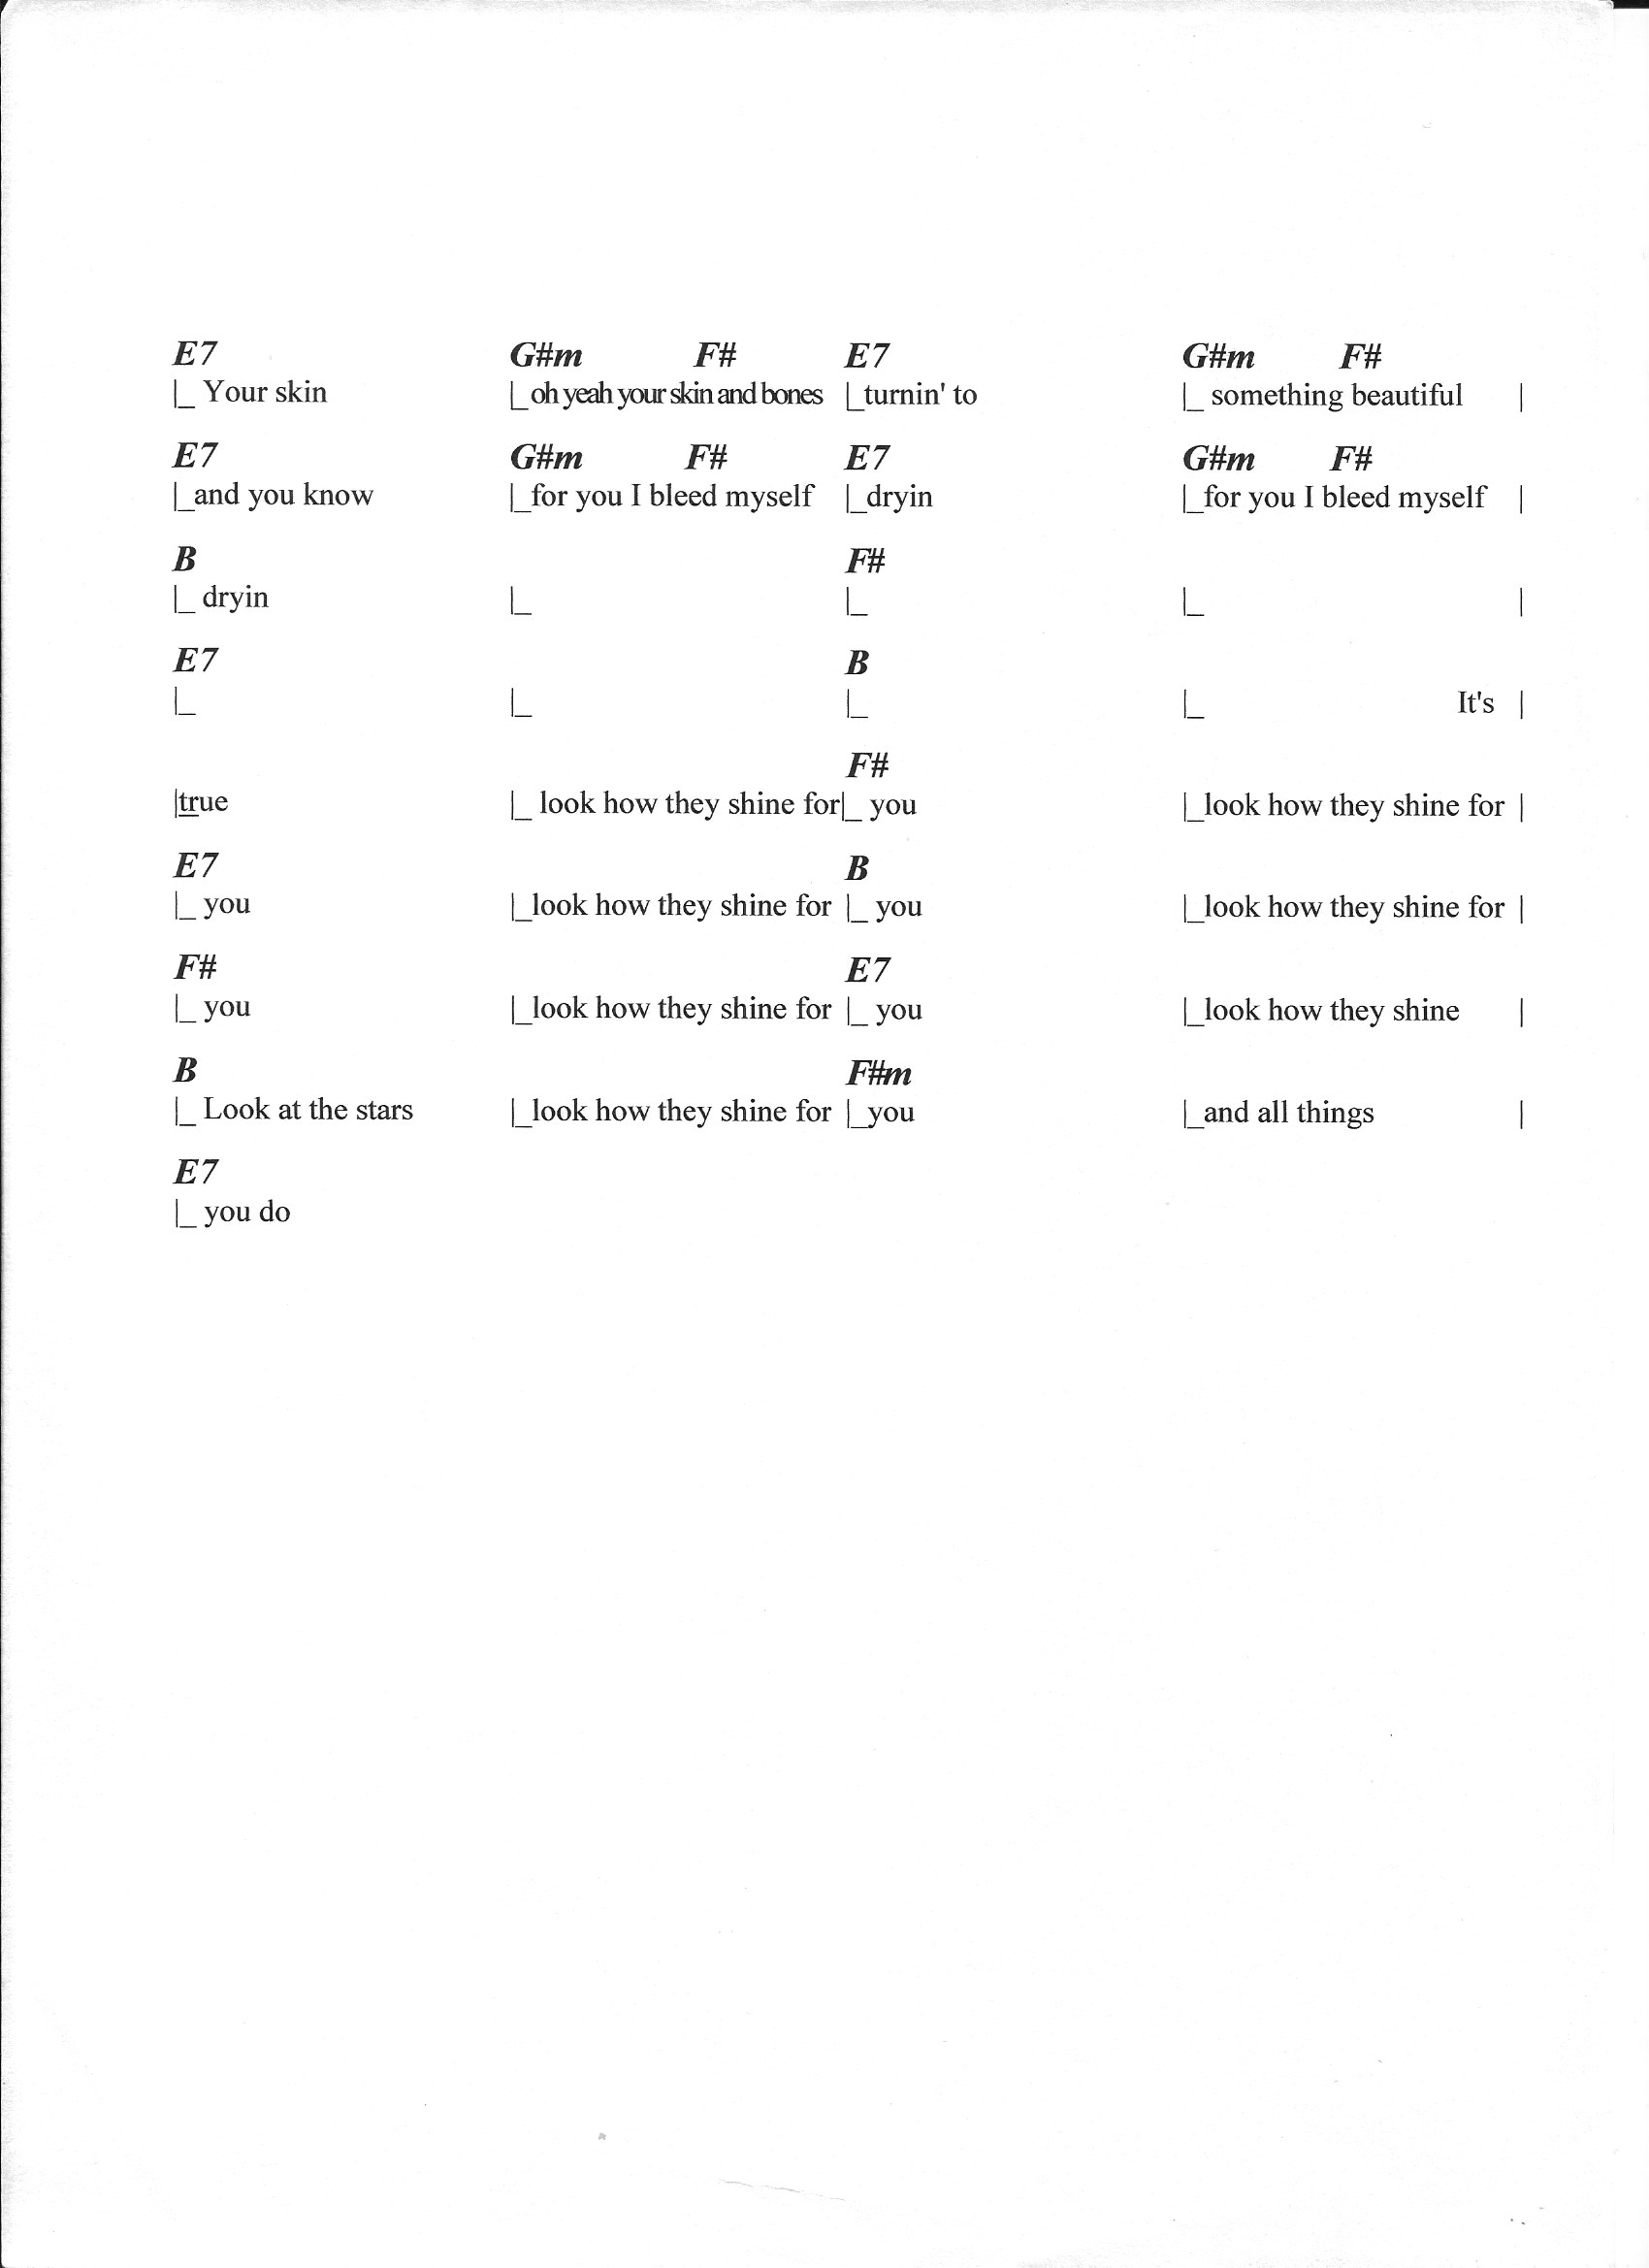 E7 G#m F# E7 G#m F#
|_ Your skin |_oh yeah your skin and bones |_turnin' to |_ something beautiful |
E7 G#m F# E7 G#m F#
|_and you know |_for you I bleed myself |_dryin |_for you I bleed myself |
B F#
|_ dryin |_ |_ |_ |
E7 B
|_ |_ |_ |_ It's |
F#
|true |_ look how they shine for|_ you |_look how they shine for |
E7 B
|_ you |_look how they shine for |_ you |_look how they shine for |
F# E7
|_ you |_look how they shine for |_ you |_look how they shine |
B F#m
|_ Look at the stars |_look how they shine for |_you |_and all things |
E7
|_ you do